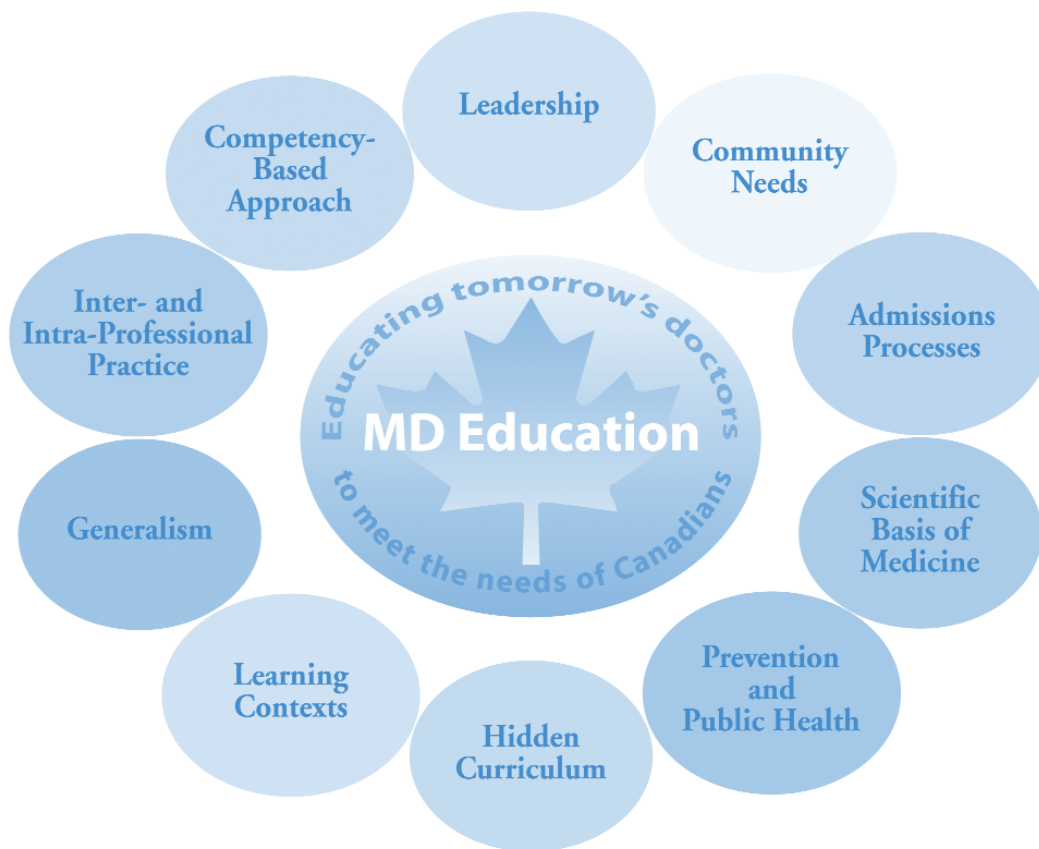 Leadership
Community
Needs
Admissions
Processes
Scientific
Basis of
Medicine
Prevention
and
Public Health
Hidden
Curriculum
Learning
Contexts
Generalism
Inter- and
Intra-Professional
Practice
Competency-
Based
Approach
Educating tomorrow's doctors
MD Education
to meet the needs of Canadians